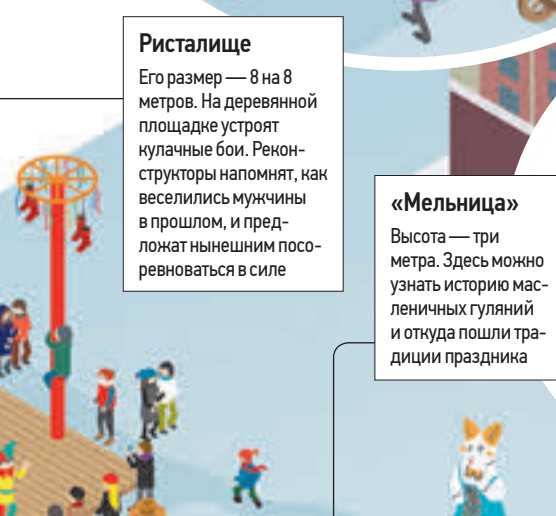 Ристалище
Его размер — 8 на 8
метров. На деревянной
площадке устроят
кулачные бои. Рекон-
структоры напомнят, как
веселились мужчины
в прошлом, и пред-
ложат нынешним посо-
ревноваться в силе
«Мельница»
Высота — три
метра. Здесь можно
узнать историю мас-
леничных гуляний
и откуда пошли тра-
диции праздника